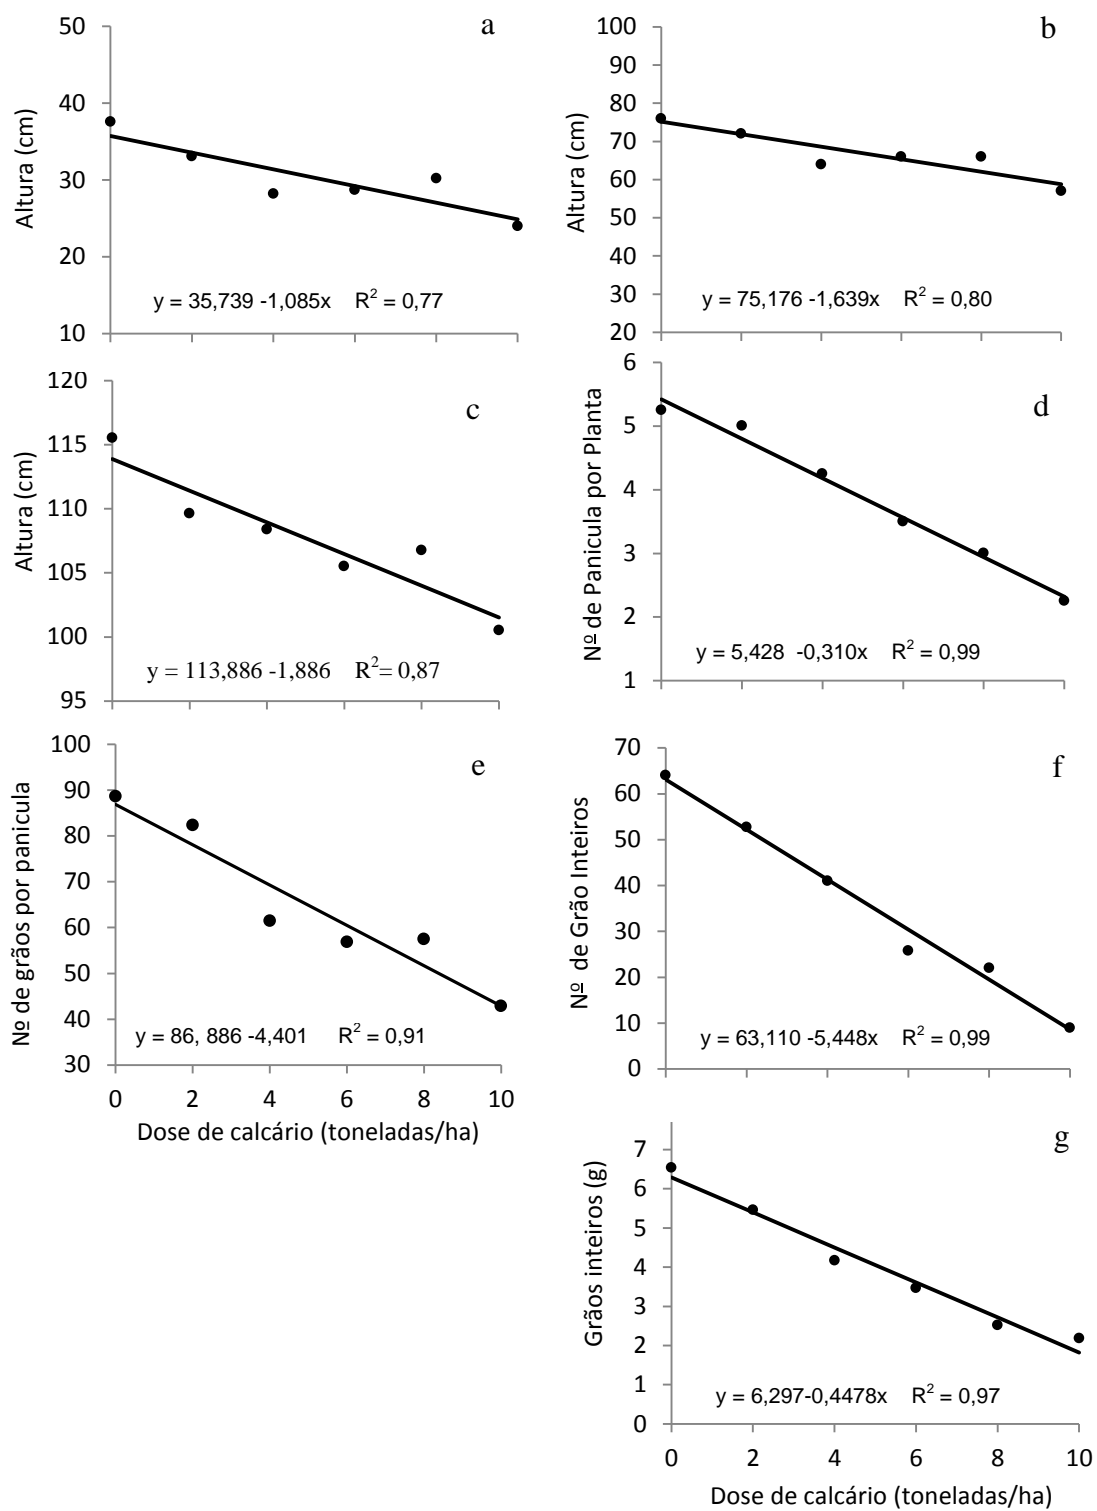 a
50
40
30
20
10
Altura (cm)
y = 35,739 -1,085x R² = 0,77
b
100
90
80
70
60
50
40
30
20
Altura (cm)
y = 75,176 -1,639x R² = 0,80
c
120
115
110
105
100
95
Altura (cm)
y = 113,886 -1,886 R²= 0,87
d
6
5
4
3
2
1
Nº de Panicula por Planta
y = 5,428 -0,310x R² = 0,99
e
100
90
80
70
60
50
40
30
Nº de grãos por panicula
y = 86, 886 -4,401 R² = 0,91
0 2 4 6 8 10
Dose de calcário (toneladas/ha)
f
70
60
50
40
30
20
10
0
Nº de Grão Inteiros
y = 63,110 -5,448x R² = 0,99
g
7
6
5
4
3
2
1
0
Grãos inteiros (g)
y = 6,297-0,4478x R² = 0,97
0 2 4 6 8 10
Dose de calcário (toneladas/ha)